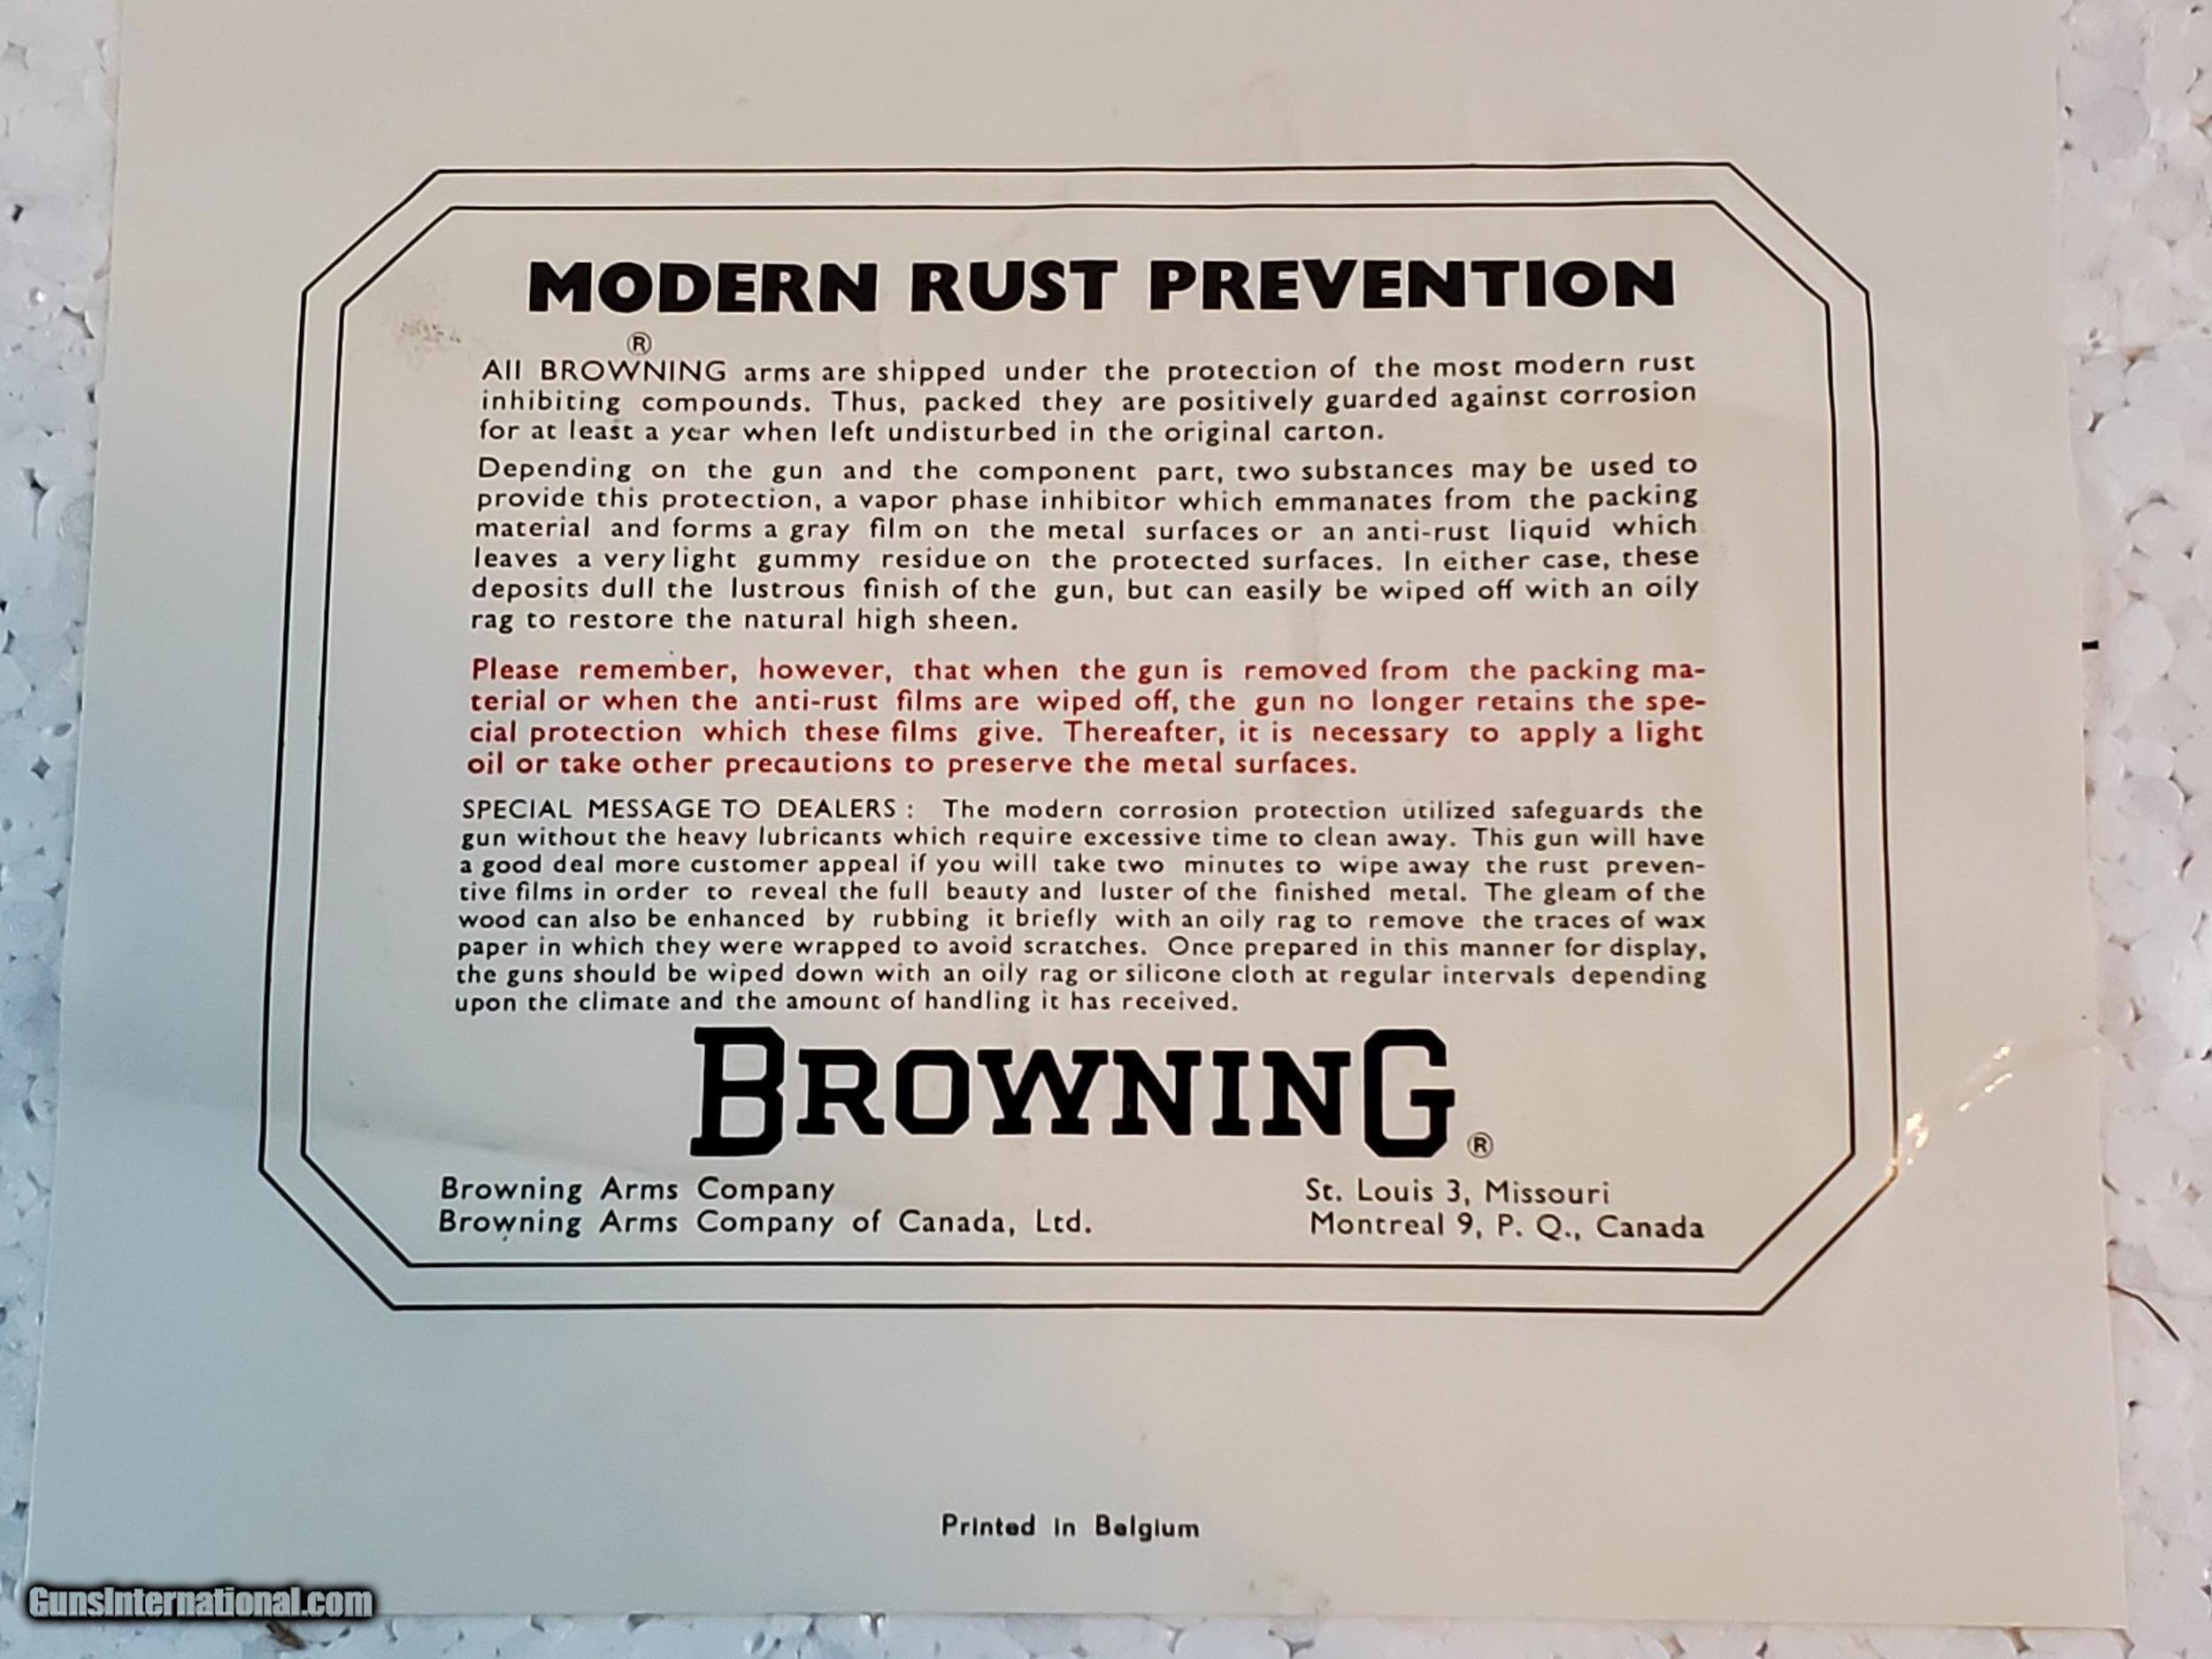 MODERN RUST PREVENTION
®
All BROWNING arms are shipped under the protection of the most modern rust
inhibiting compounds. Thus, packed they are positively guarded against corrosion
for at least a year when left undisturbed in the original carton.
Depending on the gun and the component part, two substances may be used to
provide this protection, a vapor phase inhibitor which emmanates from the packing
material and forms a gray film on the metal surfaces or an anti-rust liquid which
leaves a very light gummy residue on the protected surfaces. In either case, these
deposits dull the lustrous finish of the gun, but can easily be wiped off with an oily
rag to restore the natural high sheen.
Please remember, however, that when the gun is removed from the packing ma-
terial or when the anti-rust films are wiped off, the gun no longer retains the spe-
cial protection which these films give. Thereafter, it is necessary to apply a light
oil or take other precautions to preserve the metal surfaces.
SPECIAL MESSAGE TO DEALERS : The modern corrosion protection utilized safeguards the
gun without the heavy lubricants which require excessive time to clean away. This gun will have
a good deal more customer appeal if you will take two minutes to wipe away the rust preven-
tive films in order to reveal the full beauty and luster of the finished metal. The gleam of the
wood can also be enhanced by rubbing it briefly with an oily rag to remove the traces of wax
paper in which they were wrapped to avoid scratches. Once prepared in this manner for display,
the guns should be wiped down with an oily rag or silicone cloth at regular intervals depending
upon the climate and the amount of handling it has received.
BROWNING®
Browning Arms Company St. Louis 3, Missouri
Browning Arms Company of Canada, Ltd. Montreal 9, P. Q., Canada
Printed in Belgium
GunsInternational.com